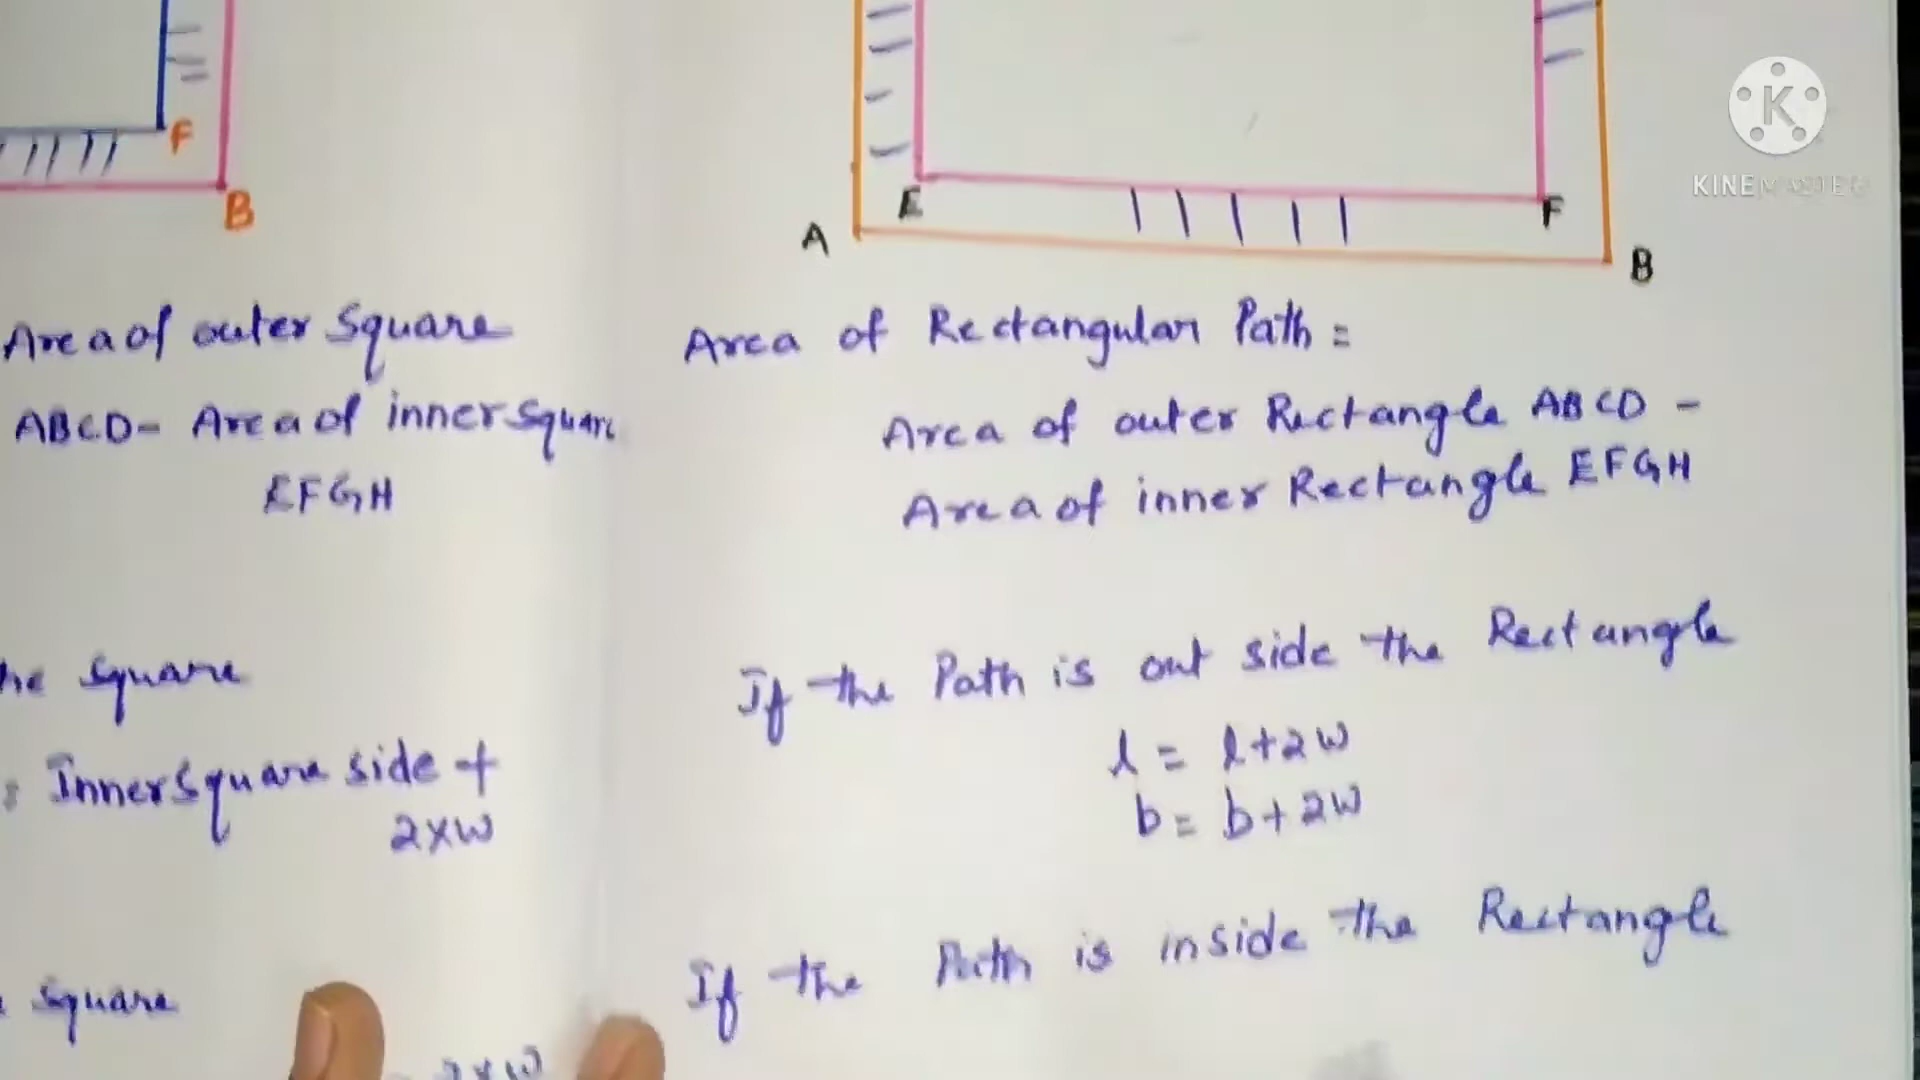 F
B
Area of outer square
ABCD- Area of inner square
EFGH
square
Inner square side +
2xw
square
E
F
A
B
Area of Rectangular Path =
Area of outer Rectangle ABCD -
Area of inner Rectangle EFGH
If the Path is out side the Rectangle
l = l+2w
b= b+2w
If the Path is inside the Rectangle
K
KINEMASTER